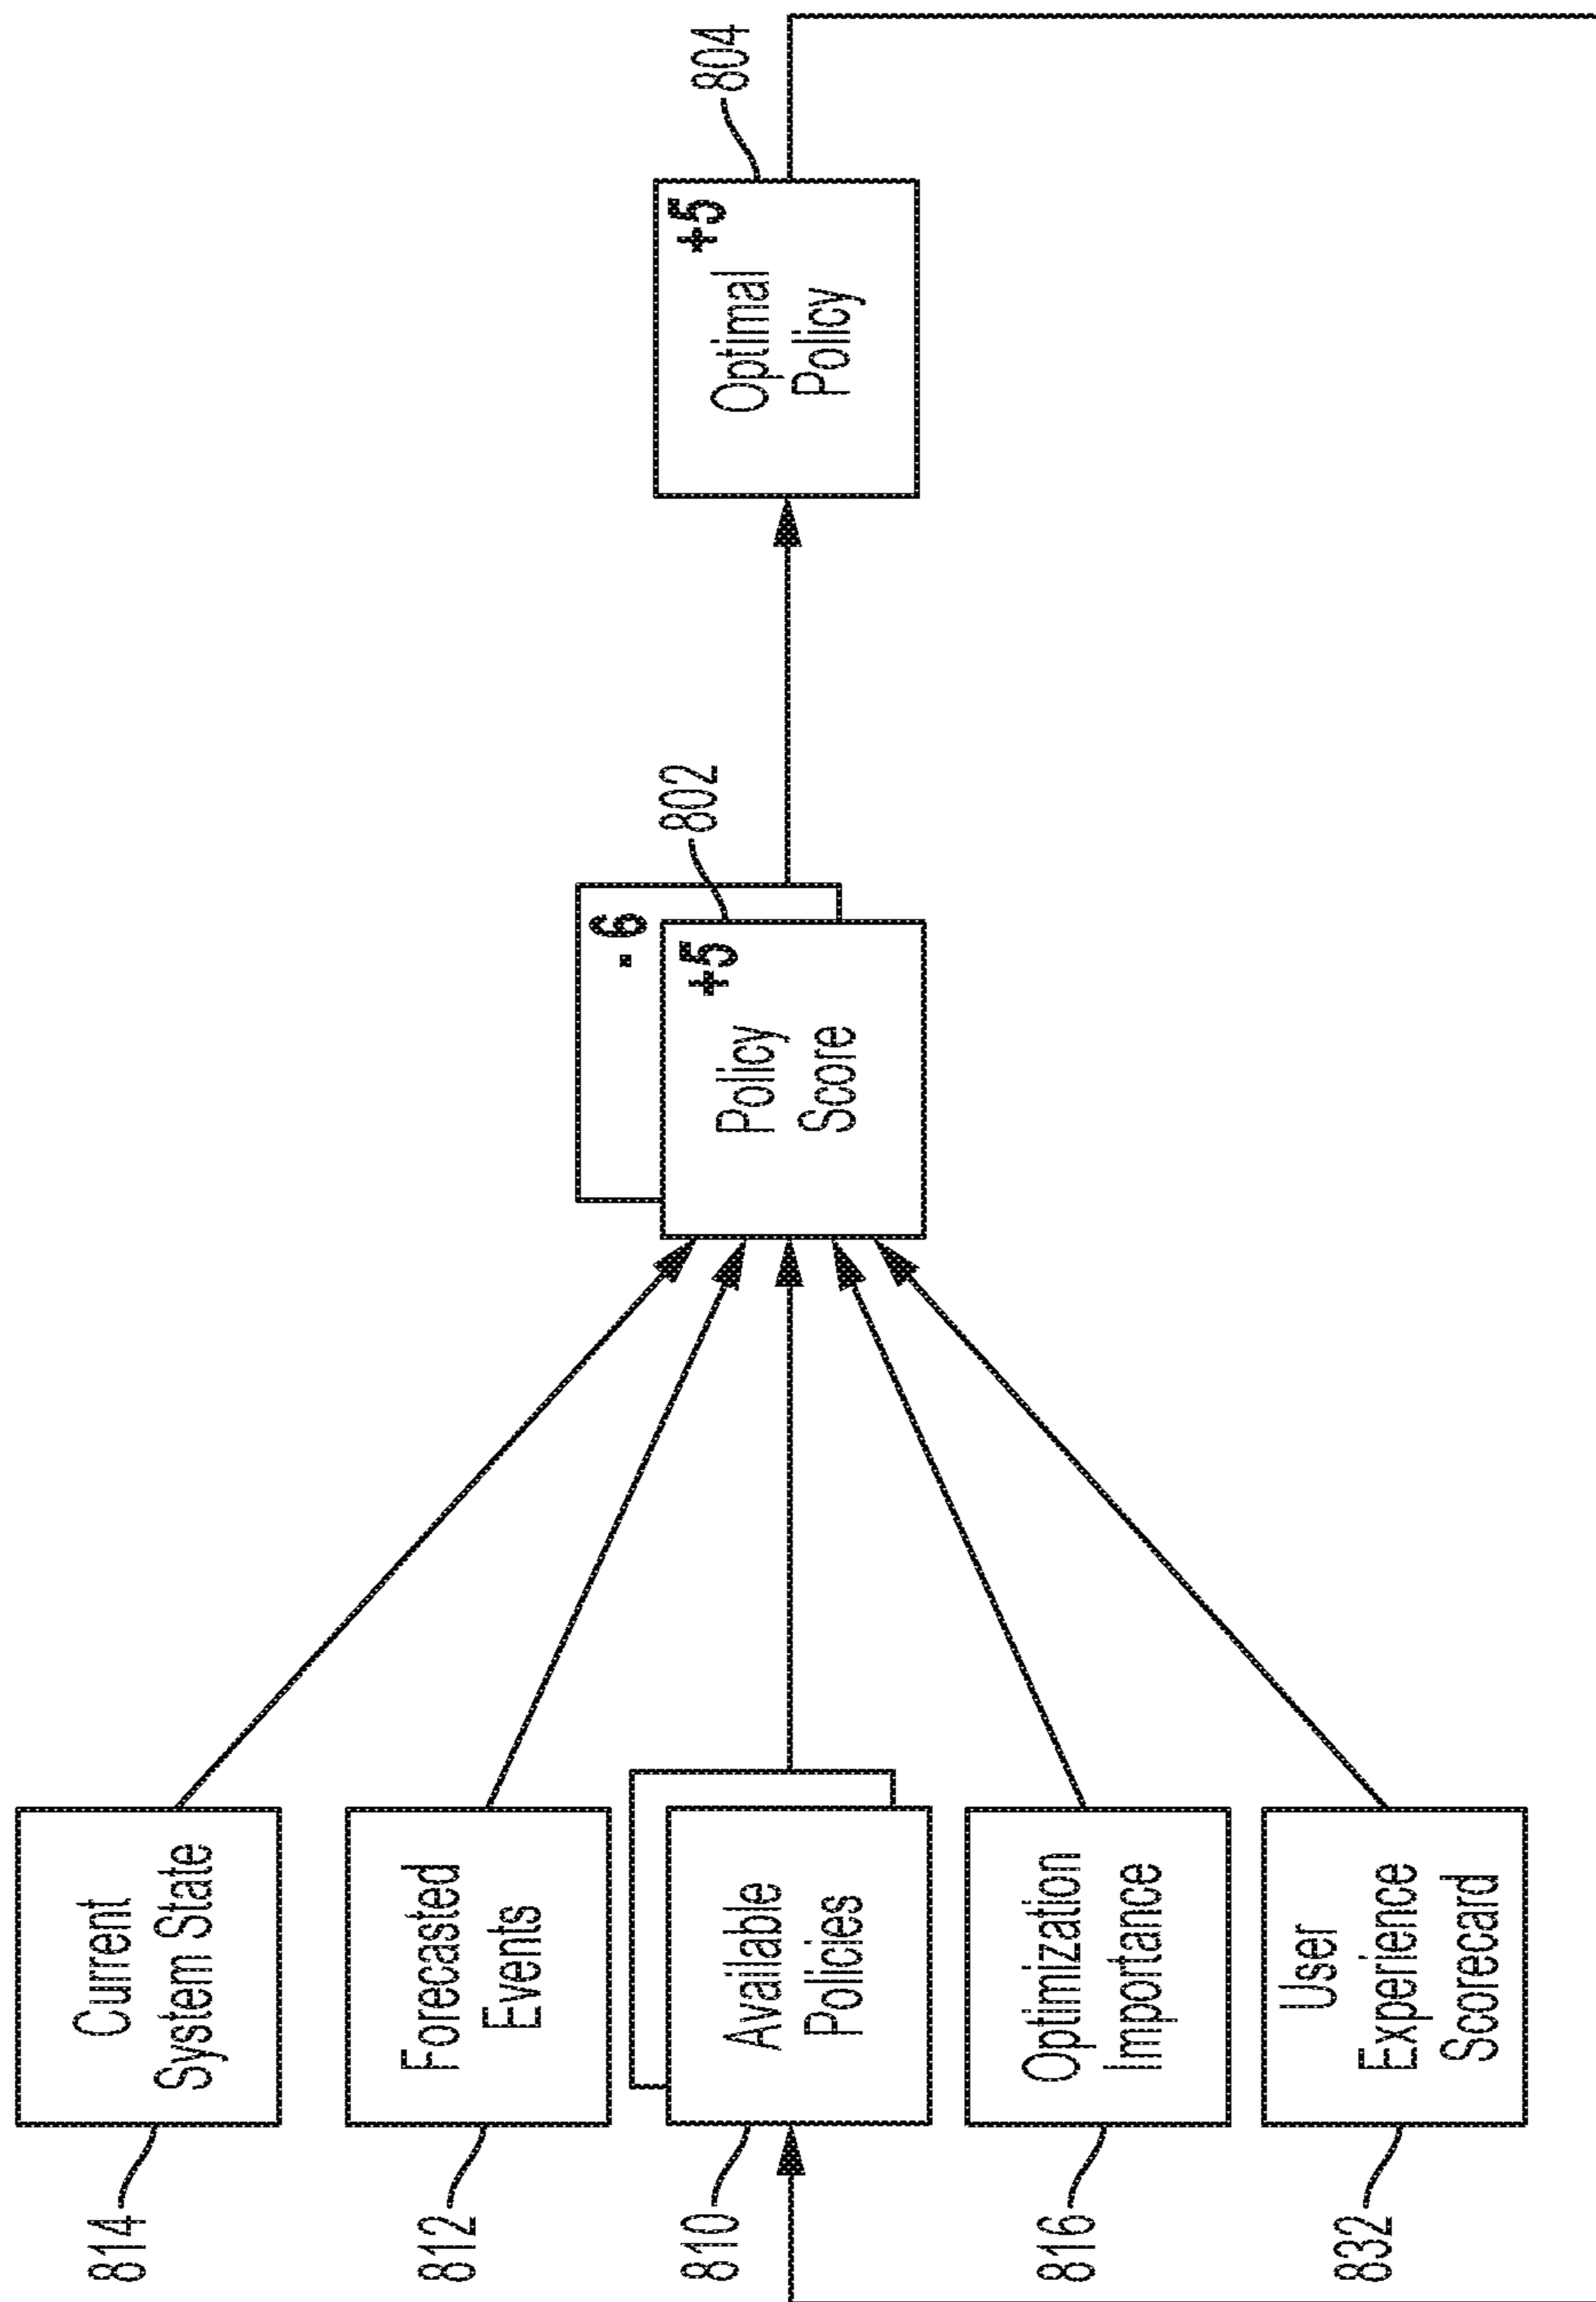 814
Current
System State
812
Forecasted
Events
810
Available
Policies
816
Optimization
Importance
832
User
Experience
Scorecard
- 6
802
+5
Policy
Score
804
+5
Optimal
Policy